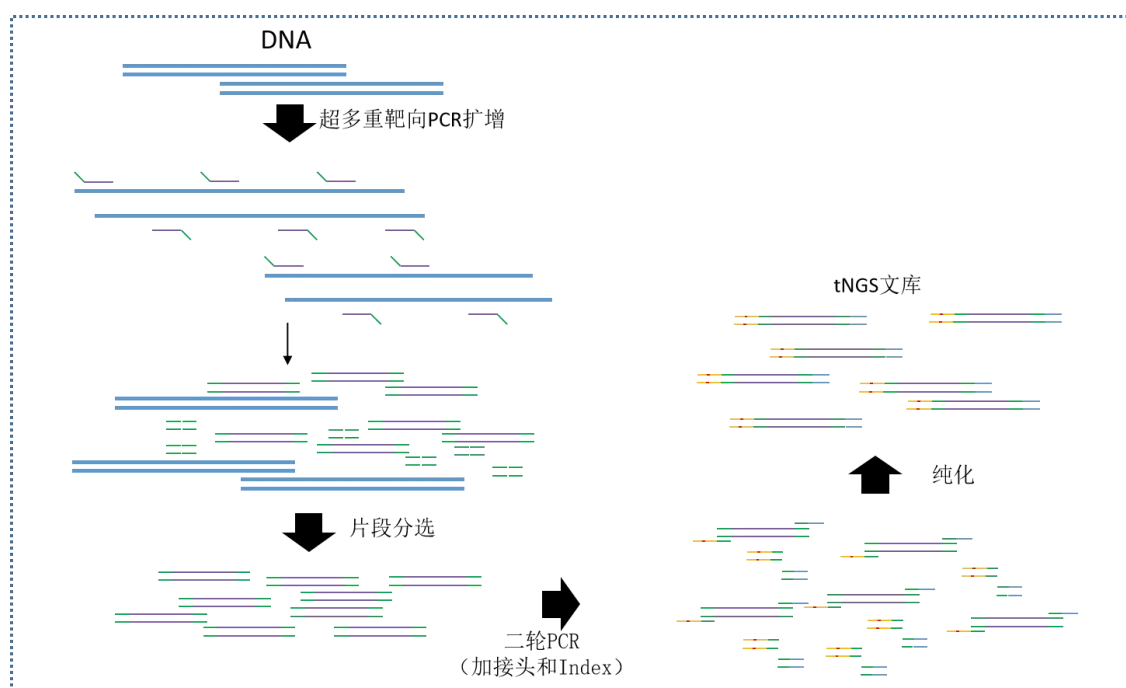 DNA
超多重靶向PCR扩增
tNGS文库
纯化
片段分选
二轮PCR
（加接头和Index）